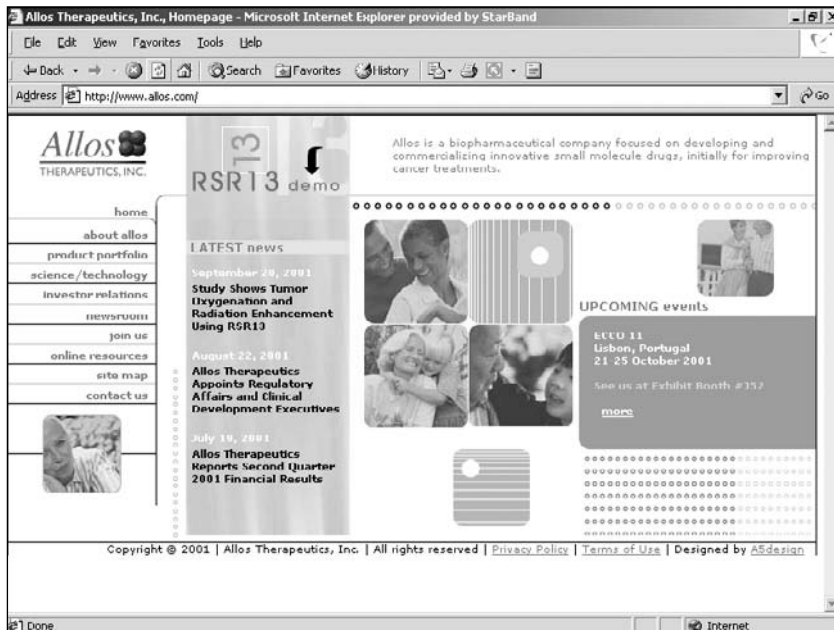 Allos Therapeutics, Inc., Homepage - Microsoft Internet Explorer provided by StarBand
File Edit View Favorites Tools Help
Back Search Favorites History
Address http://www.allos.com/ Go
Allos
THERAPEUTICS, INC.
13
RSR13 demo
Allos is a biopharmaceutical company focused on developing and
commercializing innovative small molecule drugs, initially for improving
cancer treatments.
home
about allos
product portfolio
science/technology
investor relations
newsroom
join us
online resources
site map
contact us
LATEST news
September 20, 2001
Study Shows Tumor
Oxygenation and
Radiation Enhancement
Using RSR13
August 22, 2001
Allos Therapeutics
Appoints Regulatory
Affairs and Clinical
Development Executives
July 19, 2001
Allos Therapeutics
Reports Second Quarter
2001 Financial Results
UPCOMING events
ECCO 11
Lisbon, Portugal
21-25 October 2001
See us at Exhibit Booth #352
more
Copyright © 2001 | Allos Therapeutics, Inc. | All rights reserved | Privacy Policy | Terms of Use | Designed by A5design
Done Internet